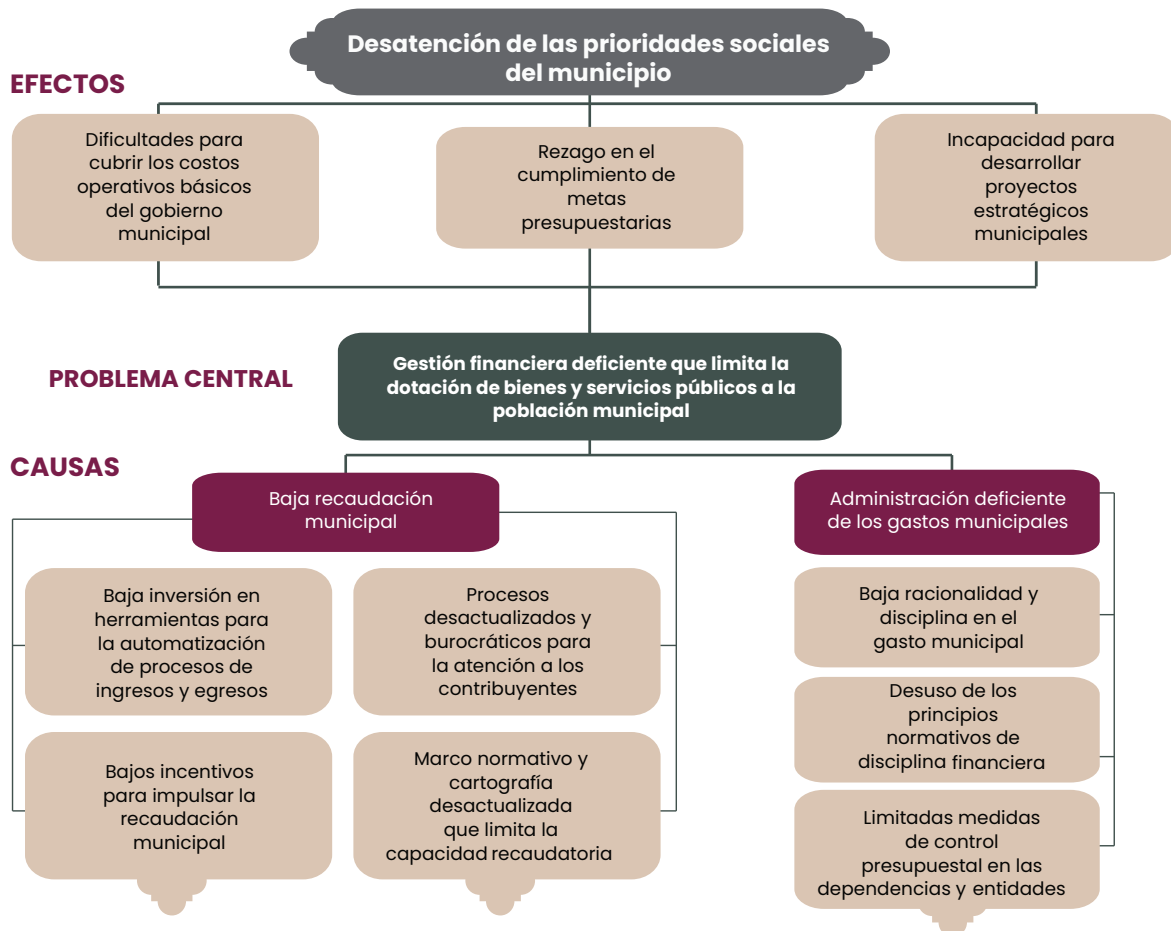 Desatención de las prioridades sociales
del municipio
EFECTOS
Dificultades para
cubrir los costos
operativos básicos
del gobierno
municipal
Rezago en el
cumplimiento de
metas
presupuestarias
Incapacidad para
desarrollar
proyectos
estratégicos
municipales
PROBLEMA CENTRAL
Gestión financiera deficiente que limita la
dotación de bienes y servicios públicos a la
población municipal
CAUSAS
Baja recaudación
municipal
Administración deficiente
de los gastos municipales
Baja inversión en
herramientas para
la automatización
de procesos de
ingresos y egresos
Procesos
desactualizados y
burocráticos para
la atención a los
contribuyentes
Baja racionalidad y
disciplina en el
gasto municipal
Desuso de los
principios
normativos de
disciplina financiera
Bajos incentivos
para impulsar la
recaudación
municipal
Marco normativo y
cartografía
desactualizada
que limita la
capacidad recaudatoria
Limitadas medidas
de control
presupuestal en las
dependencias y entidades